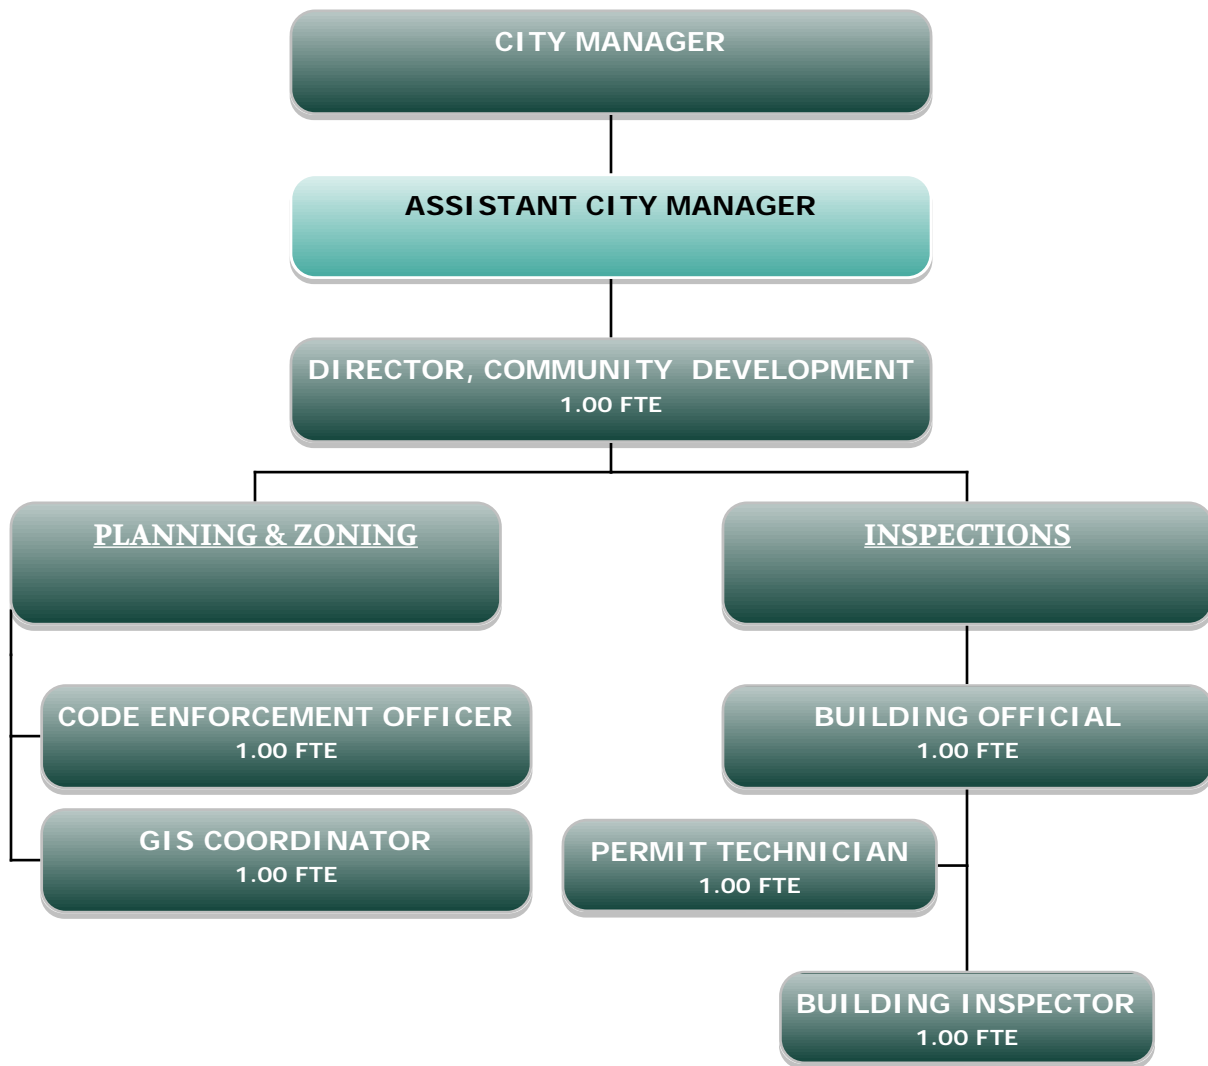 CITY MANAGER
ASSISTANT CITY MANAGER
DIRECTOR, COMMUNITY DEVELOPMENT
1.00 FTE
PLANNING & ZONING
INSPECTIONS
CODE ENFORCEMENT OFFICER
1.00 FTE
BUILDING OFFICIAL
1.00 FTE
GIS COORDINATOR
1.00 FTE
PERMIT TECHNICIAN
1.00 FTE
BUILDING INSPECTOR
1.00 FTE